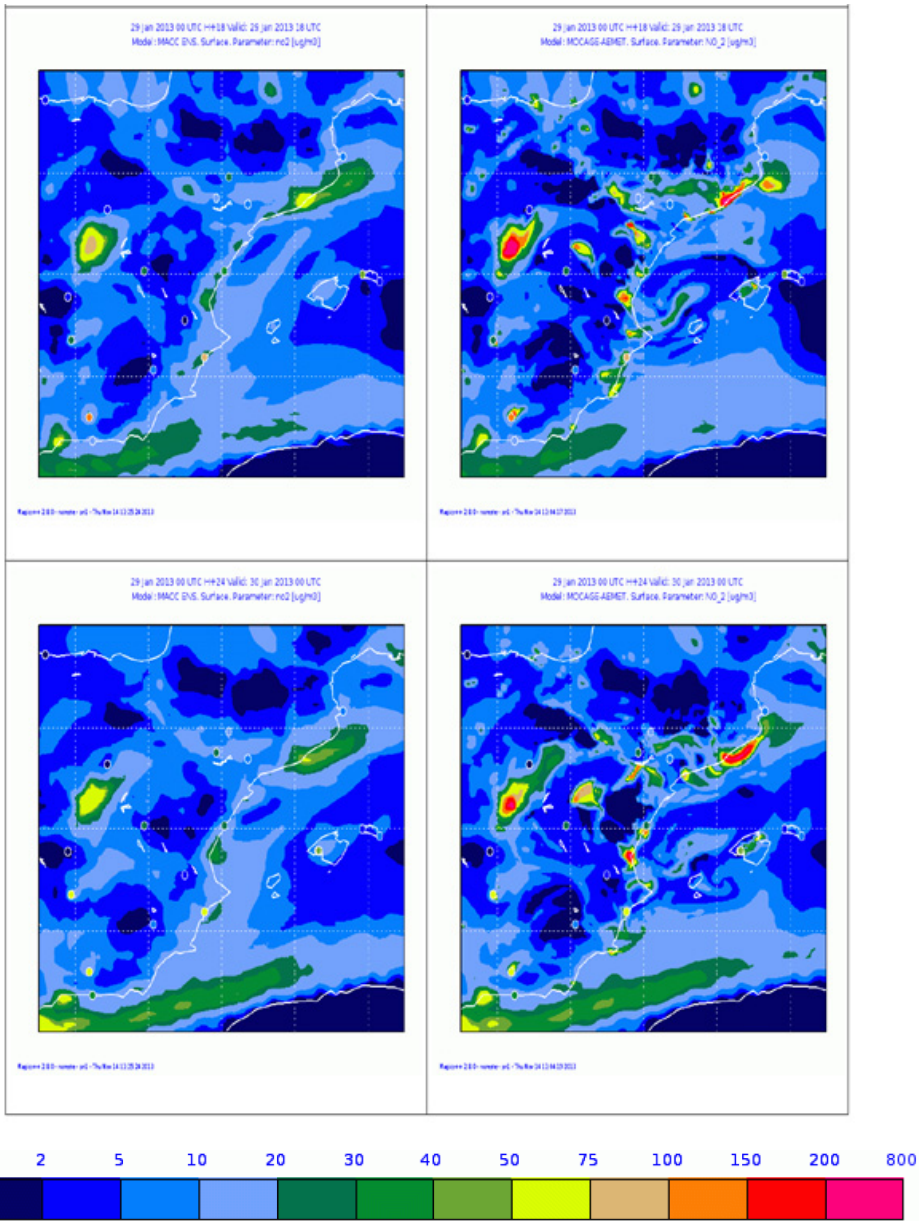 29 Jan 2013 00 UTC H+18 Valid: 29 Jan 2013 18 UTC
Model: MACC ENS. Surface. Parameter: no2 [ug/m3]
29 Jan 2013 00 UTC H+18 Valid: 29 Jan 2013 18 UTC
Model: MOCAGE-AEMET. Surface. Parameter: NO_2 [ug/m3]
29 Jan 2013 00 UTC H+24 Valid: 30 Jan 2013 00 UTC
Model: MACC ENS. Surface. Parameter: no2 [ug/m3]
29 Jan 2013 00 UTC H+24 Valid: 30 Jan 2013 00 UTC
Model: MOCAGE-AEMET. Surface. Parameter: NO_2 [ug/m3]
2 5 10 20 30 40 50 75 100 150 200 800